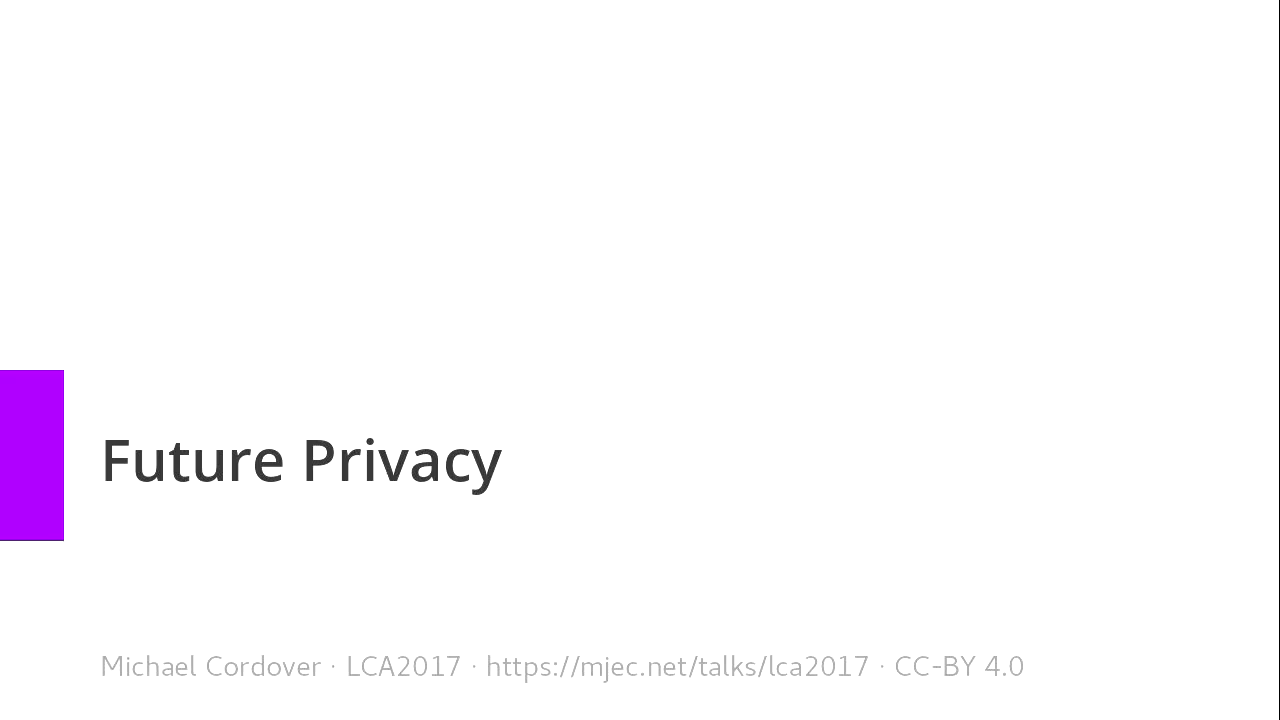 Future Privacy
Michael Cordover · LCA2017 · https://mjec.net/talks/lca2017 · CC-BY 4.0